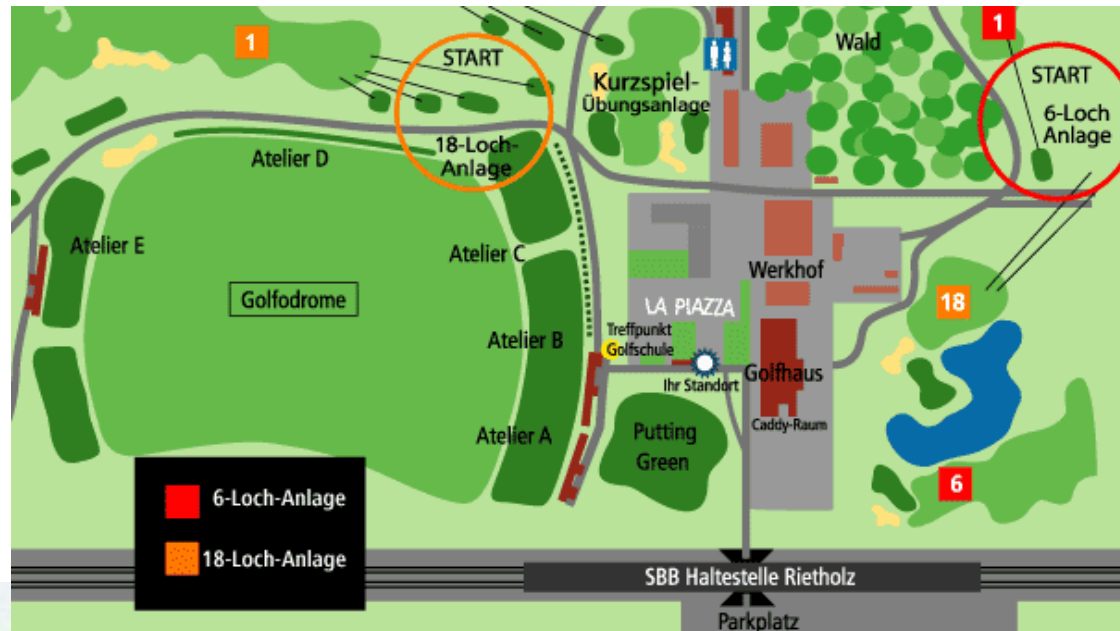 1
START
18-Loch-
Anlage
Kurzspiel-
Übungsanlage
Wald
1
START
6-Loch
Anlage
Atelier D
Atelier E
Atelier C
Golfodrome
Werkhof
18
LA PIAZZA
Treffpunkt
Golfschule
Atelier B
Ihr Standort
Golfhaus
Caddy-Raum
Atelier A
Putting
Green
6
6-Loch-Anlage
18-Loch-Anlage
SBB Haltestelle Rietholz
Parkplatz